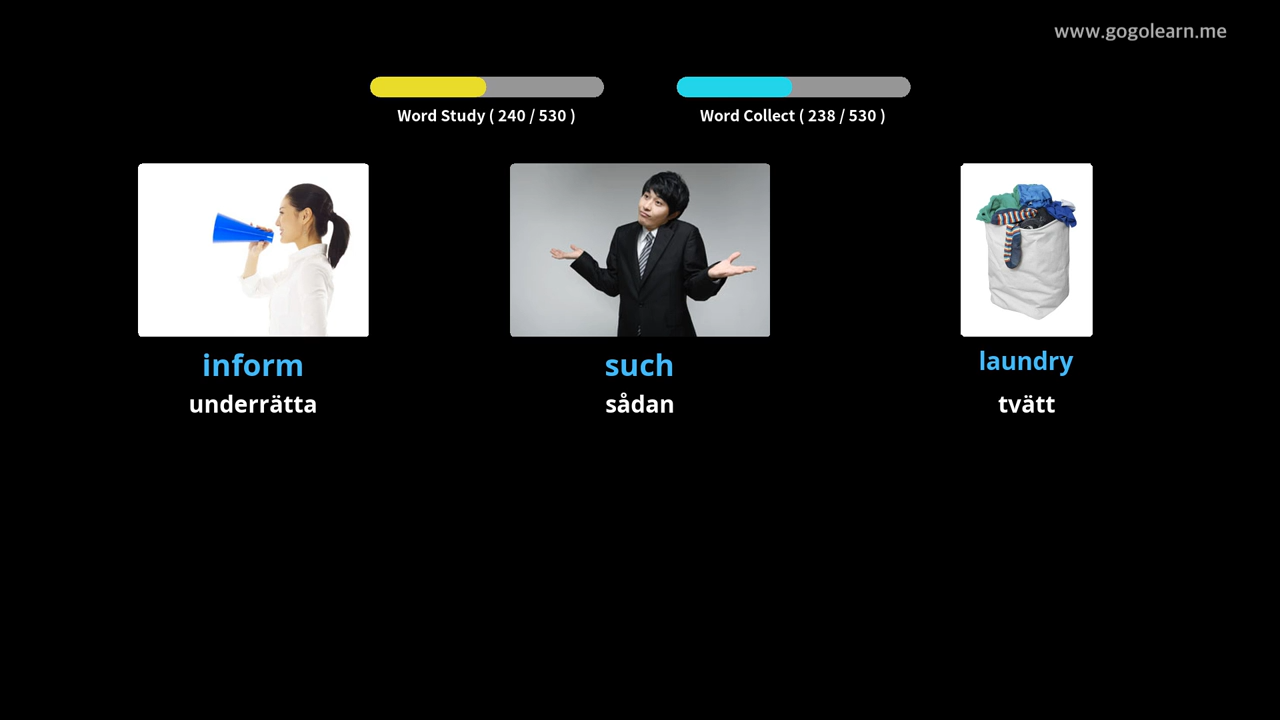 www.gogolearn.me
Word Study ( 240 / 530 )
Word Collect ( 238 / 530 )
inform
such
laundry
underrätta
sådan
tvätt